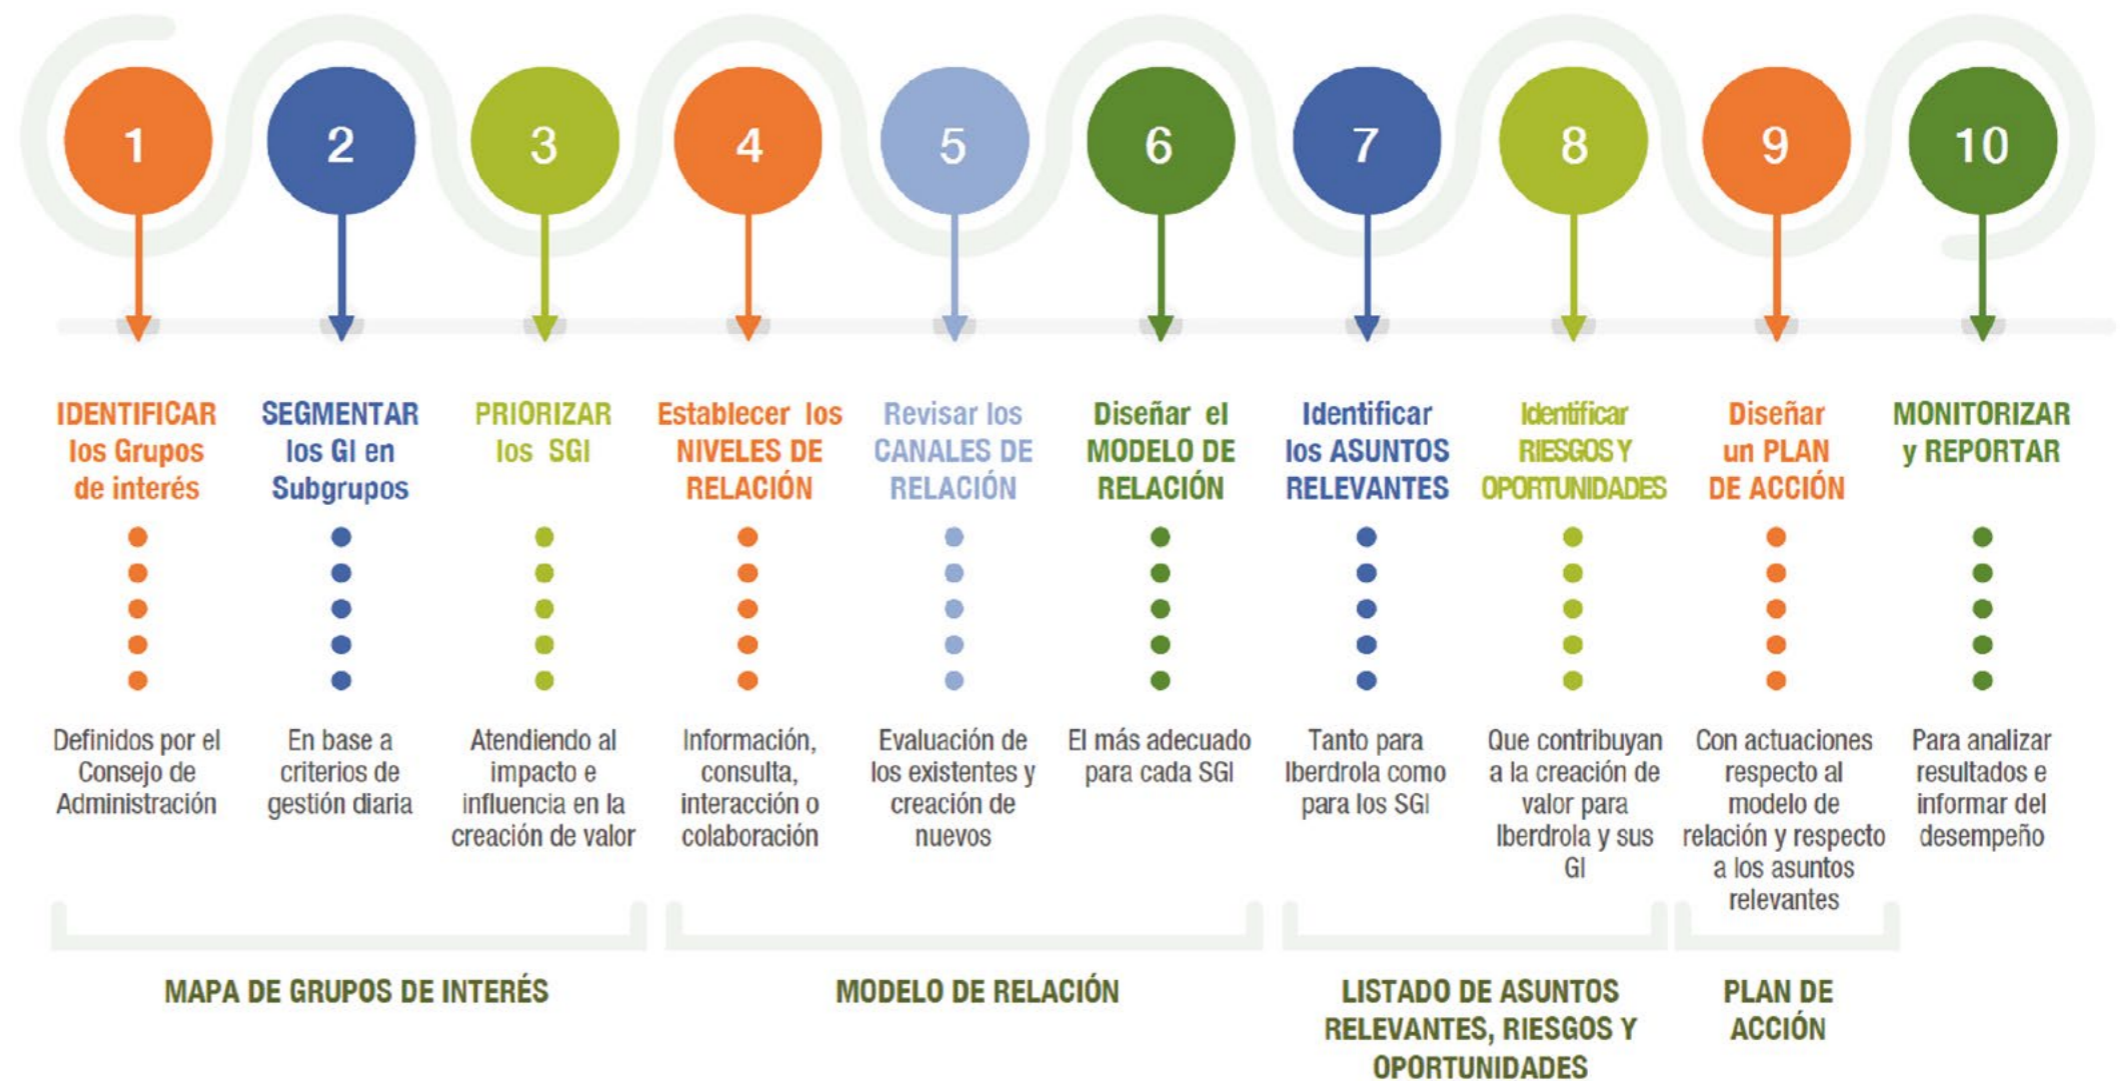 1
2
3
4
5
6
7
8
9
10
IDENTIFICAR
los Grupos
de interés
SEGMENTAR
los GI en
Subgrupos
PRIORIZAR
los SGI
Establecer los
NIVELES DE
RELACIÓN
Revisar los
CANALES DE
RELACIÓN
Diseñar el
MODELO DE
RELACIÓN
Identificar
los ASUNTOS
RELEVANTES
Identificar
RIESGOS Y
OPORTUNIDADES
Diseñar
un PLAN
DE ACCIÓN
MONITORIZAR
y REPORTAR
Definidos por el
Consejo de
Administración
En base a
criterios de
gestión diaria
Atendiendo al
impacto e
influencia en la
creación de valor
Información,
consulta,
interacción o
colaboración
Evaluación de
los existentes y
creación de
nuevos
El más adecuado
para cada SGI
Tanto para
Iberdrola como
para los SGI
Que contribuyan
a la creación de
valor para
Iberdrola y sus
GI
Con actuaciones
respecto al
modelo de
relación y respecto
a los asuntos
relevantes
Para analizar
resultados e
informar del
desempeño
MAPA DE GRUPOS DE INTERÉS
MODELO DE RELACIÓN
LISTADO DE ASUNTOS
RELEVANTES, RIESGOS Y
OPORTUNIDADES
PLAN DE
ACCIÓN